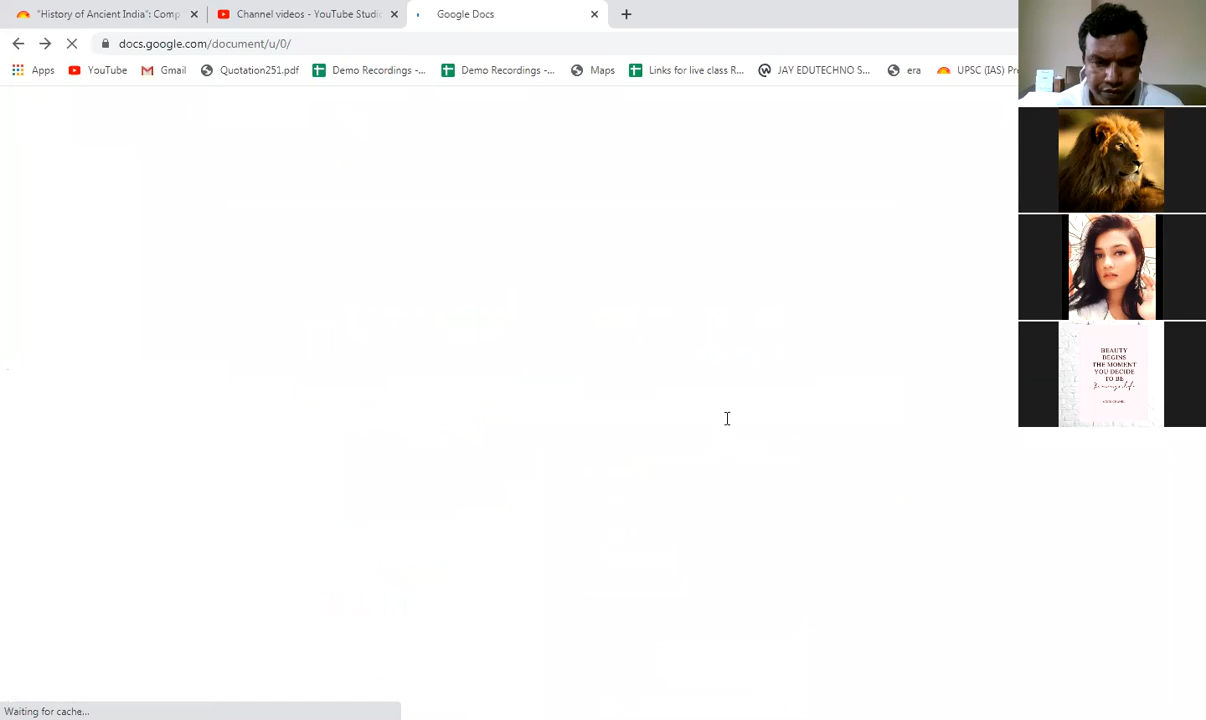 "History of Ancient India": Comp
Channel videos - YouTube Studio
Google Docs
docs.google.com/document/u/0/
Apps
YouTube
Gmail
Quotation251.pdf
Demo Recordings -...
Demo Recordings -...
Maps
Links for live class R...
JAY EDUTECHNO S...
era
UPSC (IAS) Pr
BEAUTY
BEGINS
THE MOMENT
YOU DECIDE
TO BE
Waiting for cache...